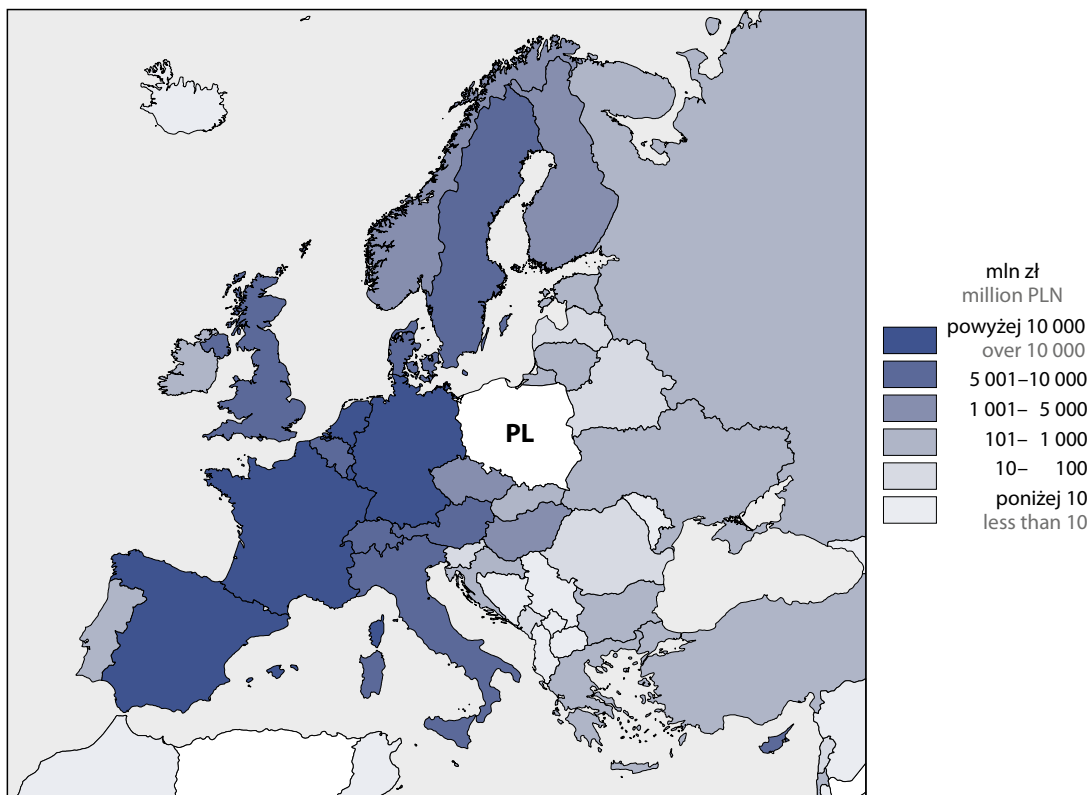 PL
mln zł
million PLN
powyżej 10 000
over 10 000
5 001–10 000
1 001– 5 000
101– 1 000
10– 100
poniżej 10
less than 10